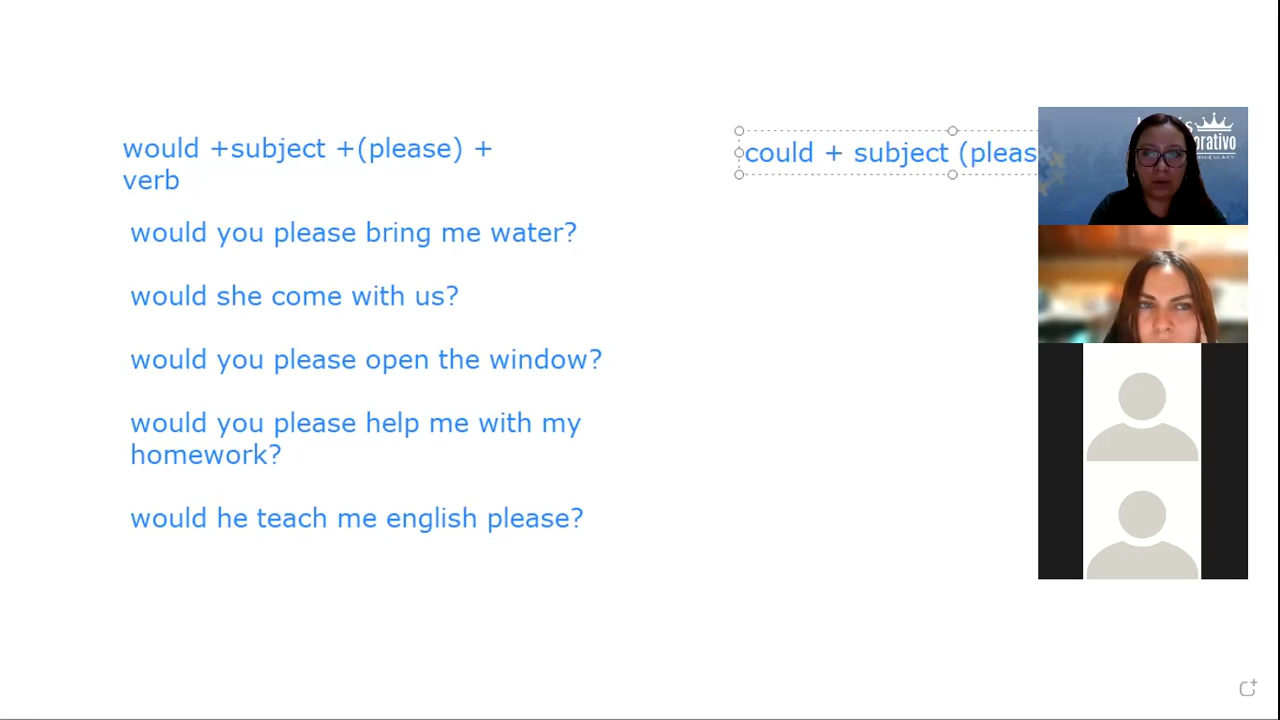 would +subject +(please) +
verb
would you please bring me water?
would she come with us?
would you please open the window?
would you please help me with my
homework?
would he teach me english please?
could + subject (pleas